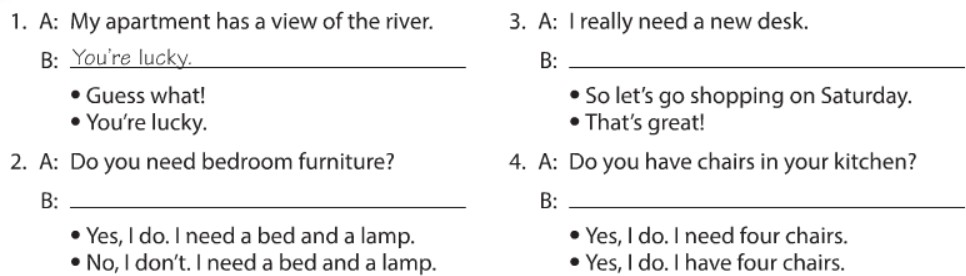 1. A: My apartment has a view of the river.
B: You're lucky.
• Guess what!
• You're lucky.
2. A: Do you need bedroom furniture?
B:
• Yes, I do. I need a bed and a lamp.
• No, I don't. I need a bed and a lamp.
3. A: I really need a new desk.
B:
• So let's go shopping on Saturday.
• That's great!
4. A: Do you have chairs in your kitchen?
B:
• Yes, I do. I need four chairs.
• Yes, I do. I have four chairs.